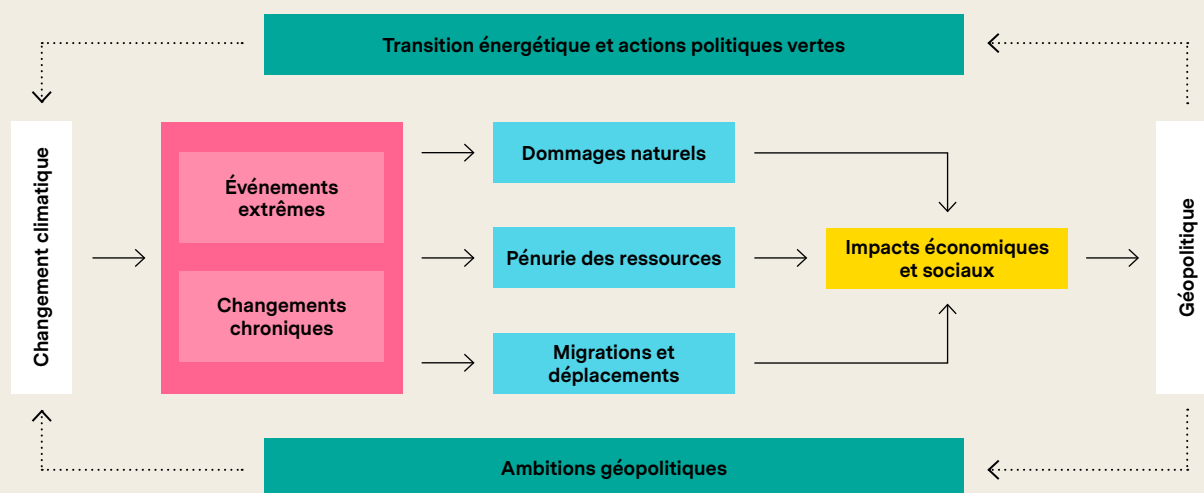 Transition énergétique et actions politiques vertes
Changement climatique
Événements
extrêmes
Changements
chroniques
Dommages naturels
Pénurie des ressources
Migrations et
déplacements
Impacts économiques
et sociaux
Géopolitique
Ambitions géopolitiques